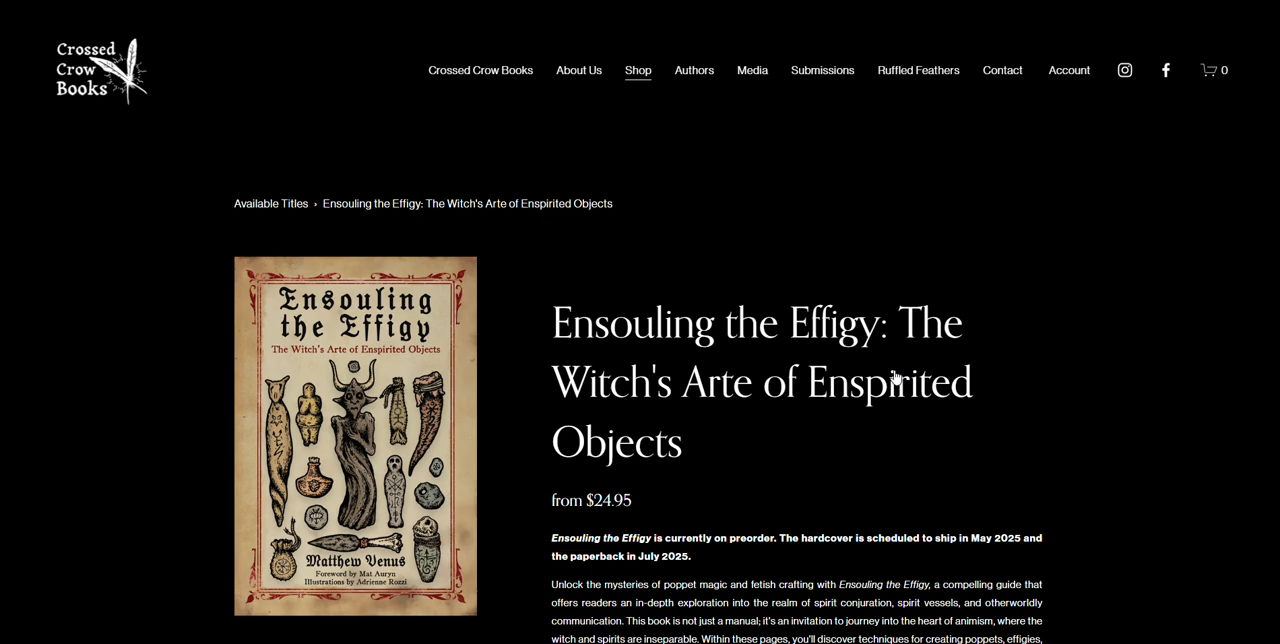 Crossed
Crow
Books
Crossed Crow Books About Us Shop Authors Media Submissions Ruffled Feathers Contact Account 0
Available Titles › Ensouling the Effigy: The Witch's Arte of Enspirited Objects
Ensouling
the Effigy
The Witch's Arte of Enspirited Objects
Matthew Venus
Foreword by Mat Auryn
Illustrations by Adrienne Rozzi
Ensouling the Effigy: The
Witch's Arte of Enspirited
Objects
from $24.95
Ensouling the Effigy is currently on preorder. The hardcover is scheduled to ship in May 2025 and
the paperback in July 2025.
Unlock the mysteries of poppet magic and fetish crafting with Ensouling the Effigy, a compelling guide that
offers readers an in-depth exploration into the realm of spirit conjuration, spirit vessels, and otherworldly
communication. This book is not just a manual; it's an invitation to journey into the heart of animism, where the
witch and spirits are inseparable. Within these pages, you'll discover techniques for creating poppets, effigies,